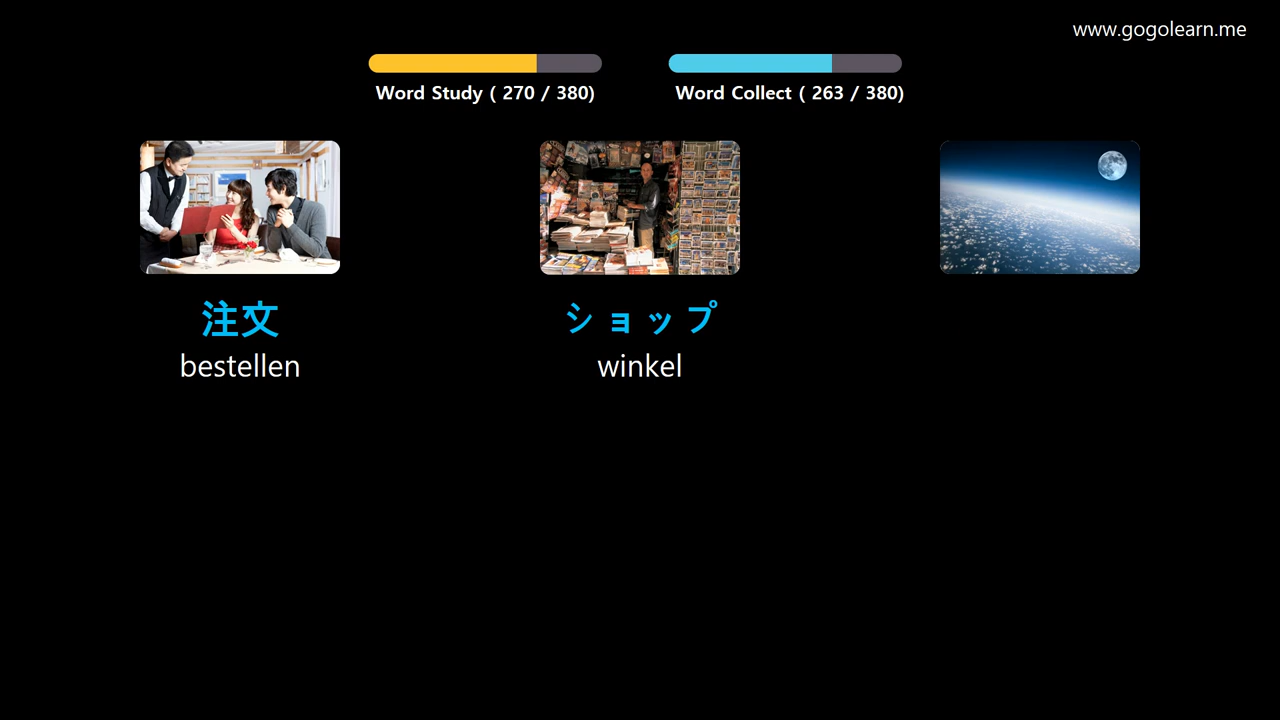 www.gogolearn.me
Word Study ( 270 / 380)
Word Collect ( 263 / 380)
注文
bestellen
ショップ
winkel